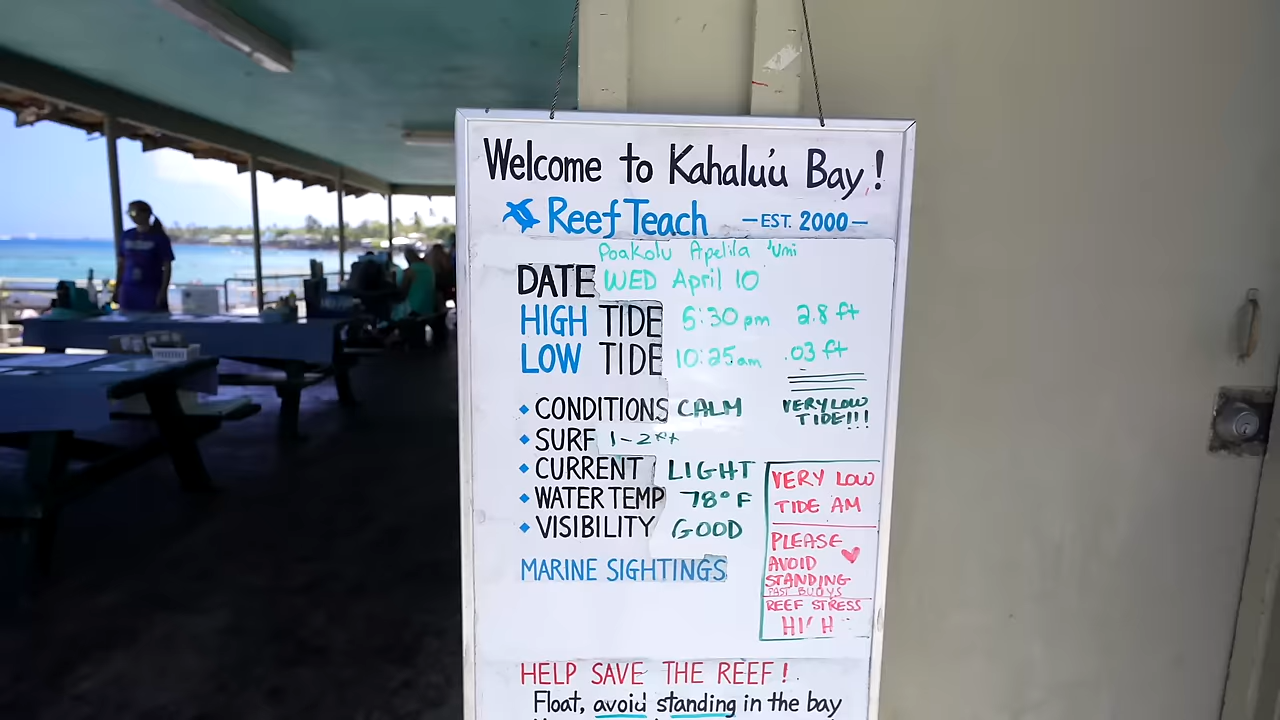 Welcome to Kahalu'u Bay!
Reef Teach — EST. 2000 —
Poakolu Apelila 'Umi
DATE WED April 10
HIGH TIDE 5:30pm 2.8 ft
LOW TIDE 10:25am .03 ft
VERY LOW
TIDE!!!
• CONDITIONS CALM
• SURF 1-2ft
• CURRENT LIGHT
• WATER TEMP 78°F
• VISIBILITY GOOD
VERY LOW
TIDE AM
PLEASE
AVOID
STANDING
PAST BUOYS
REEF STRESS
HIGH
MARINE SIGHTINGS
HELP SAVE THE REEF!
Float, avoid standing in the bay